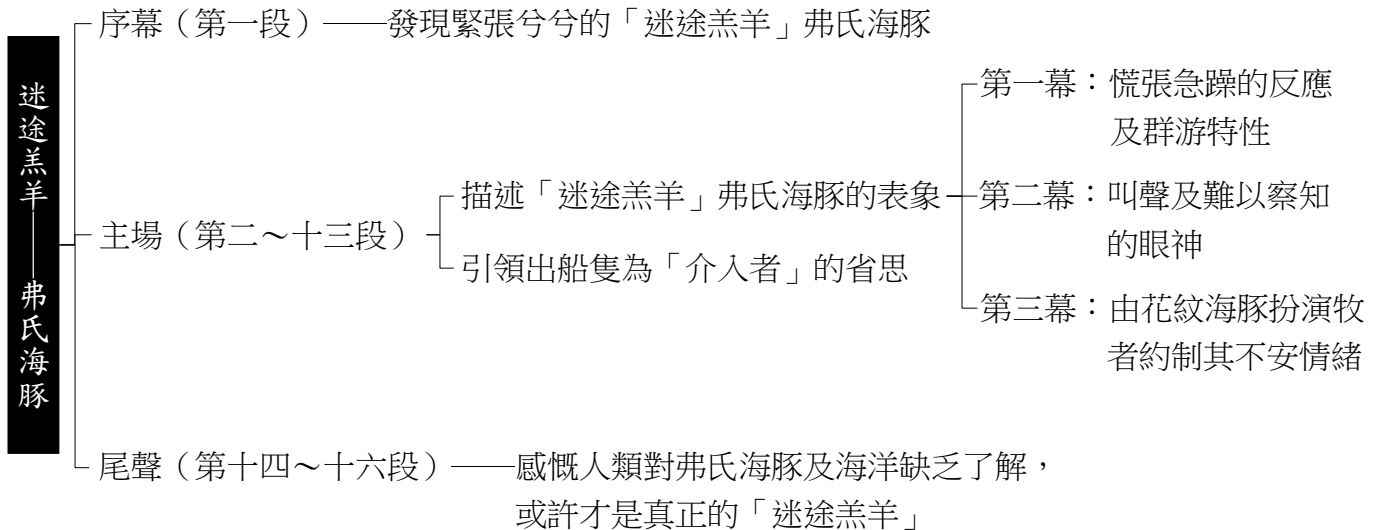 迷途羔羊——弗氏海豚
序幕（第一段）——發現緊張兮兮的「迷途羔羊」弗氏海豚
主場（第二～十三段）
描述「迷途羔羊」弗氏海豚的表象
第一幕：慌張急躁的反應
及群游特性
第二幕：叫聲及難以察知
的眼神
第三幕：由花紋海豚扮演牧
者約制其不安情緒
引領出船隻為「介入者」的省思
尾聲（第十四～十六段）——感慨人類對弗氏海豚及海洋缺乏了解，
或許才是真正的「迷途羔羊」